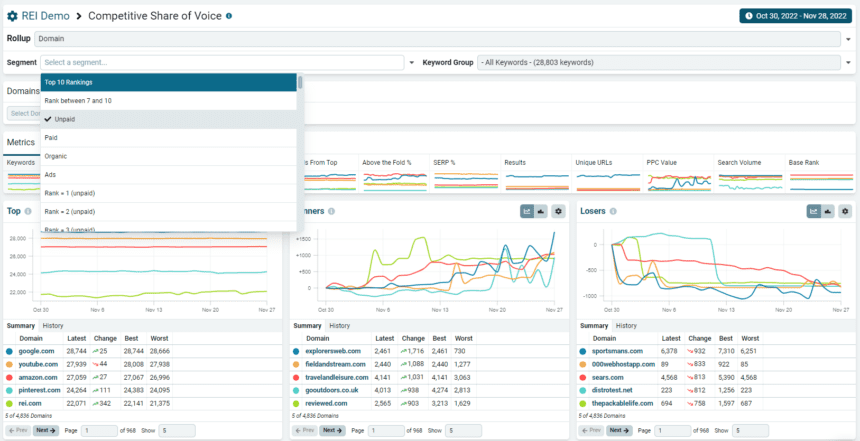 REI Demo > Competitive Share of Voice
Oct 30, 2022 - Nov 28, 2022
Rollup Domain
Segment Select a segment... Keyword Group - All Keywords - (28,803 keywords)
Top 10 Rankings
Rank between 7 and 10
Unpaid
Paid
Organic
Ads
Rank = 1 (unpaid)
Rank = 2 (unpaid)
Rank = 3 (unpaid)
Domains
Select Do
Metrics
Keywords s From Top Above the Fold % SERP % Results Unique URLs PPC Value Search Volume Base Rank
Top
28,000
26,000
24,000
22,000
Oct 30 Nov 6 Nov 13 Nov 20 Nov 27
Summary History
Domain Latest Change Best Worst
google.com 28,744 25 28,744 28,666
youtube.com 27,939 44 28,008 27,938
amazon.com 27,059 27 27,067 26,996
pinterest.com 24,264 111 24,383 24,095
rei.com 22,071 342 22,141 21,375
5 of 4,836 Domains
← Prev Next → Page 1 of 968 Show 5
nners
+1500
+1000
+500
0
Oct 30 Nov 6 Nov 13 Nov 20 Nov 27
Summary History
Domain Latest Change Best Worst
explorersweb.com 2,461 1,716 2,461 730
fieldandstream.com 2,440 1,088 2,440 1,277
travelandleisure.com 4,141 1,031 4,141 3,063
gooutdoors.co.uk 4,013 938 4,274 2,813
reviewed.com 2,565 903 3,213 1,629
5 of 4,836 Domains
← Prev Next → Page 1 of 968 Show 5
Losers
0
-500
-1000
Oct 30 Nov 6 Nov 13 Nov 20 Nov 27
Summary History
Domain Latest Change Best Worst
sportsmans.com 6,378 932 7,310 6,251
000webhostapp.com 89 833 922 85
sears.com 4,568 813 5,390 4,568
distrotest.net 223 812 1,256 223
thepackablelife.com 694 758 1,597 687
5 of 4,836 Domains
← Prev Next → Page 1 of 968 Show 5